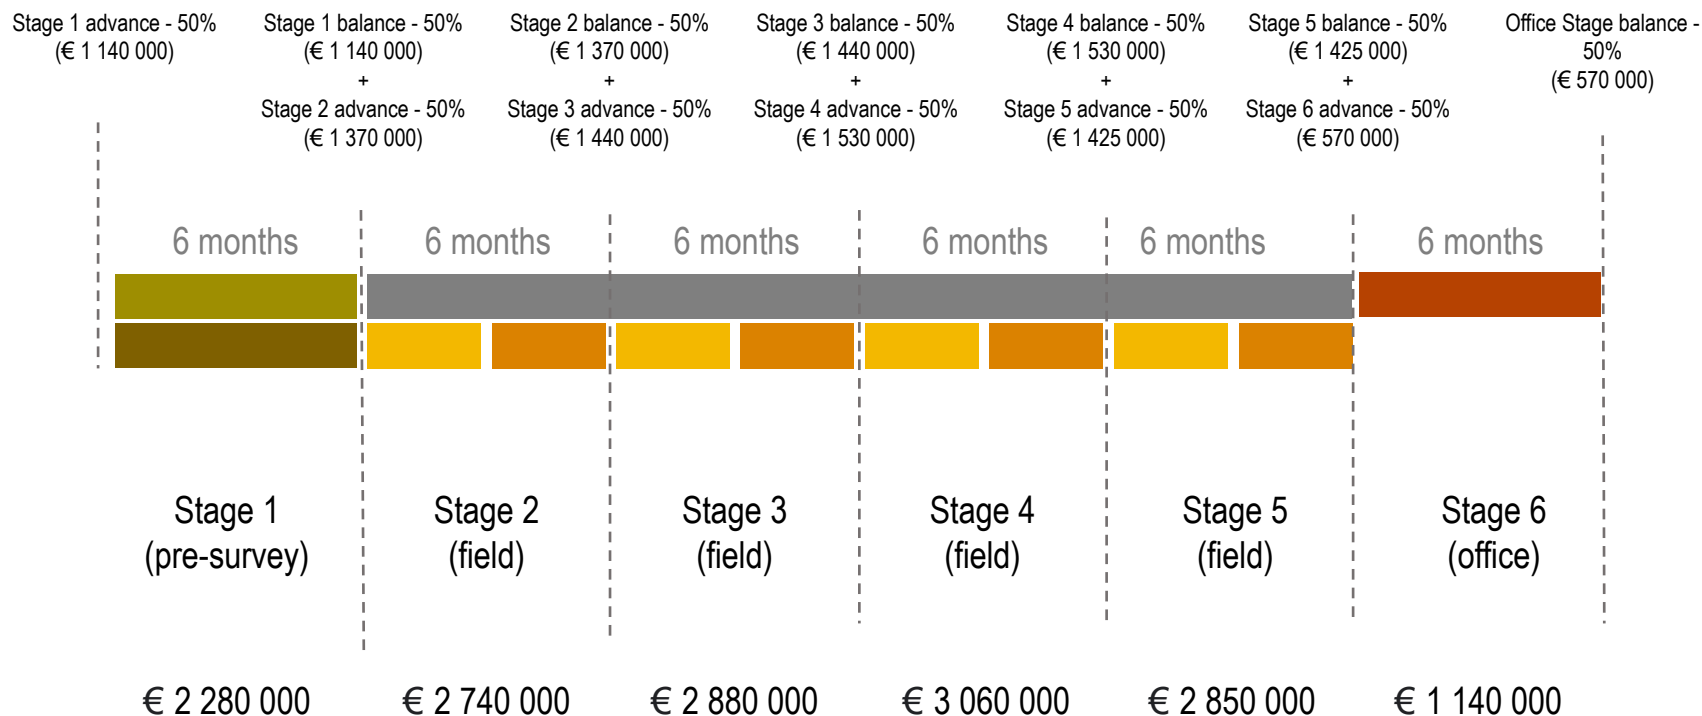 Stage 1 advance - 50%
(€ 1 140 000)
Stage 1 balance - 50%
(€ 1 140 000)
+
Stage 2 advance - 50%
(€ 1 370 000)
Stage 2 balance - 50%
(€ 1 370 000)
+
Stage 3 advance - 50%
(€ 1 440 000)
Stage 3 balance - 50%
(€ 1 440 000)
+
Stage 4 advance - 50%
(€ 1 530 000)
Stage 4 balance - 50%
(€ 1 530 000)
+
Stage 5 advance - 50%
(€ 1 425 000)
Stage 5 balance - 50%
(€ 1 425 000)
+
Stage 6 advance - 50%
(€ 570 000)
Office Stage balance -
50%
(€ 570 000)
6 months
6 months
6 months
6 months
6 months
6 months
Stage 1
(pre-survey)
Stage 2
(field)
Stage 3
(field)
Stage 4
(field)
Stage 5
(field)
Stage 6
(office)
€ 2 280 000
€ 2 740 000
€ 2 880 000
€ 3 060 000
€ 2 850 000
€ 1 140 000